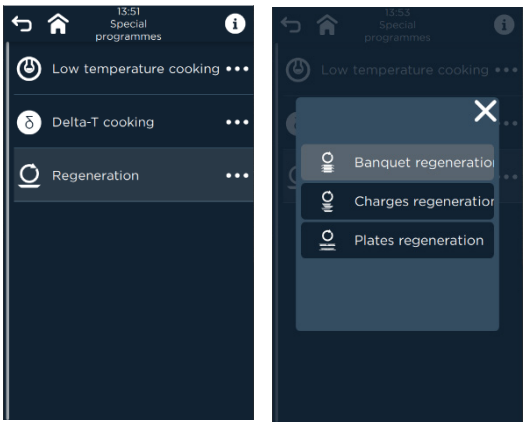 13:51
Special
programmes
i
Low temperature cooking
δ Delta-T cooking
Regeneration
13:53
Special
programmes
i
Low temperature cooking
Banquet regeneratio
Charges regeneration
Plates regeneration